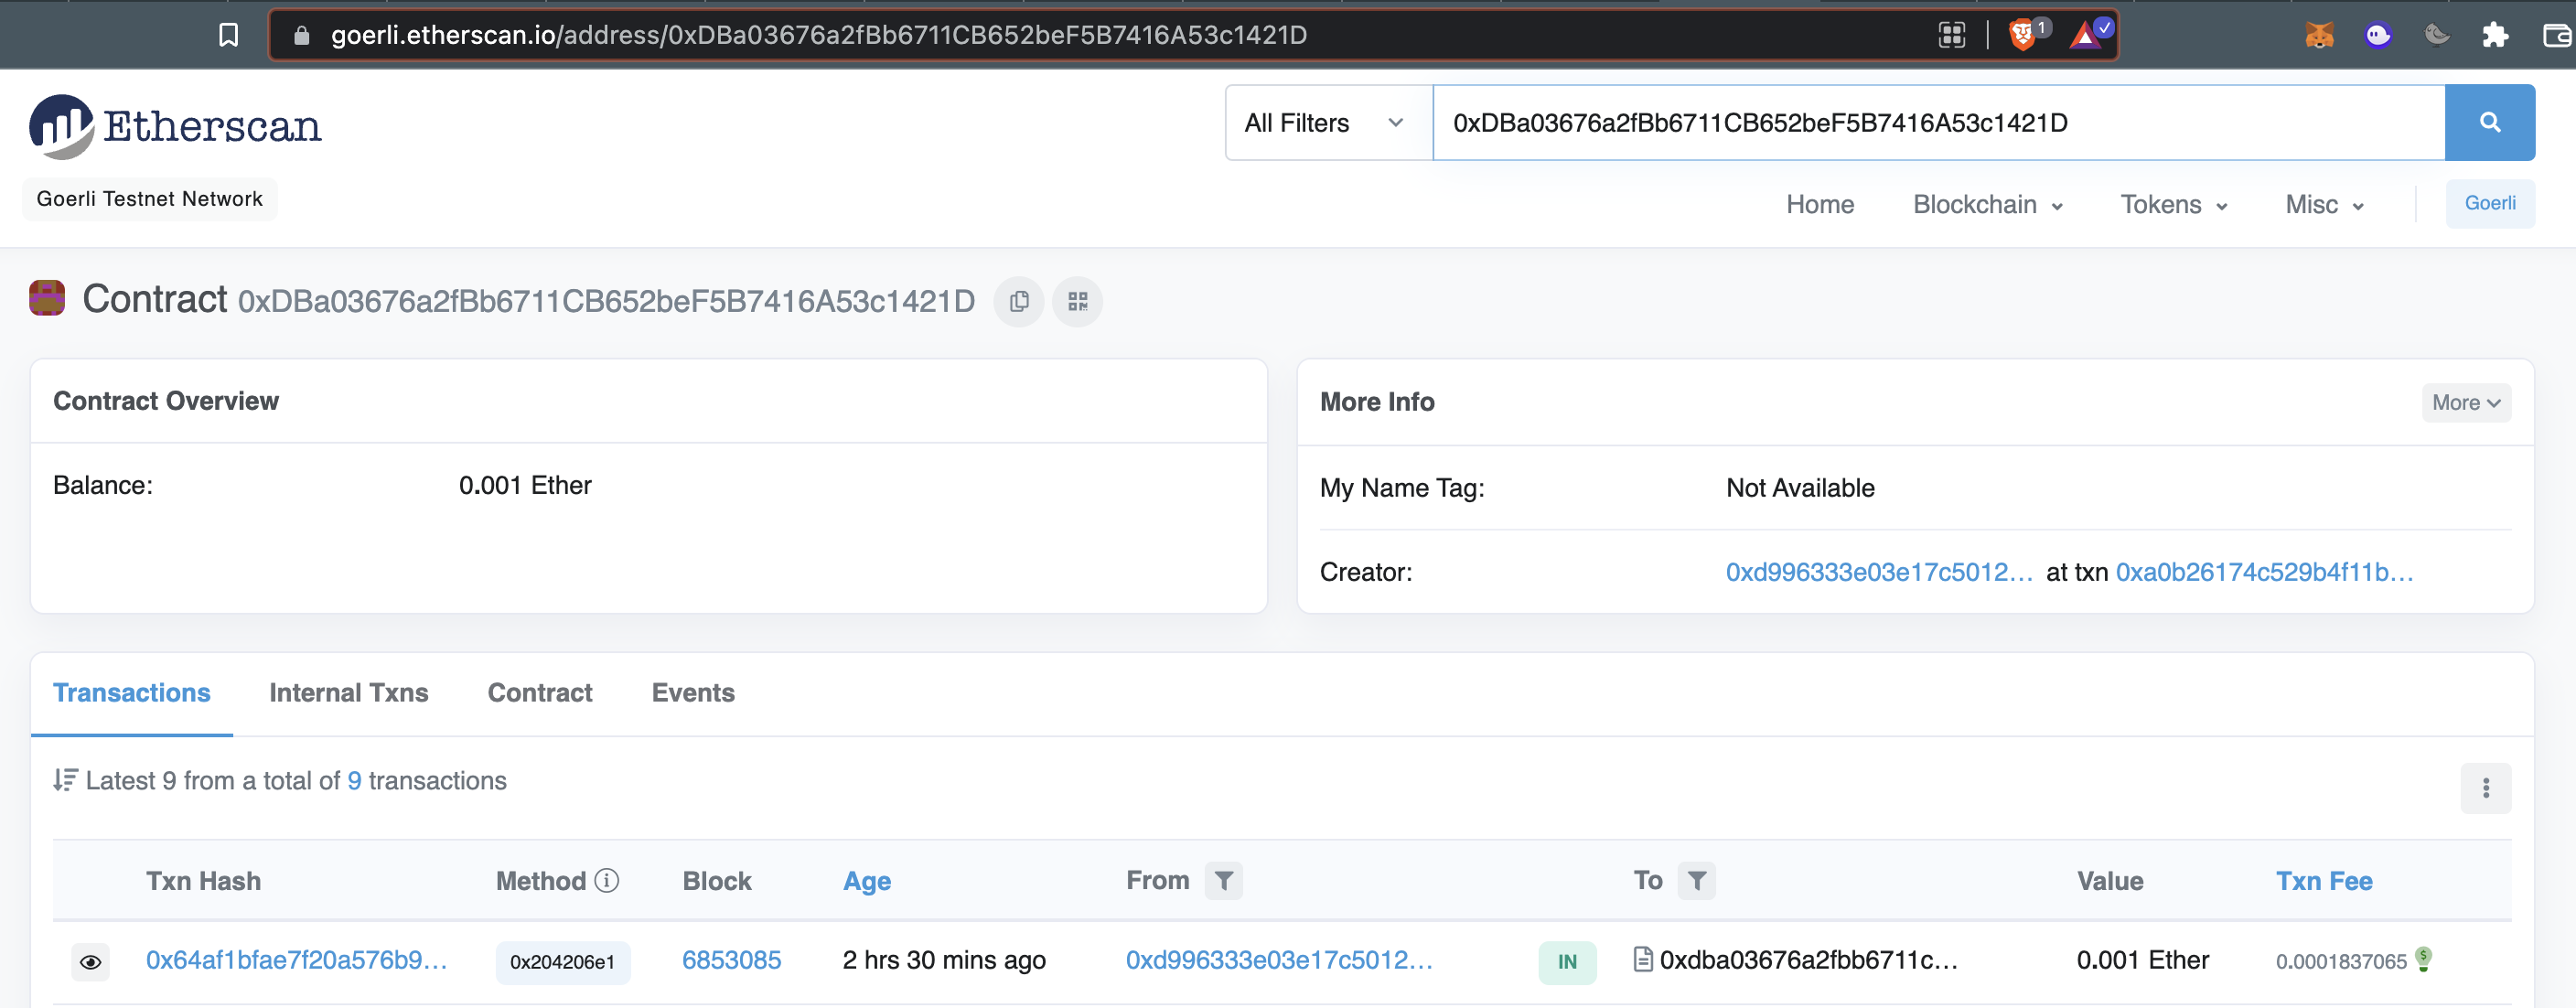 goerli.etherscan.io/address/0xDBa03676a2fBb6711CB652beF5B7416A53c1421D 1
Etherscan All Filters 0xDBa03676a2fBb6711CB652beF5B7416A53c1421D
Goerli Testnet Network Home Blockchain Tokens Misc Goerli
Contract 0xDBa03676a2fBb6711CB652beF5B7416A53c1421D
Contract Overview
Balance: 0.001 Ether
More Info More
My Name Tag: Not Available
Creator: 0xd996333e03e17c5012... at txn 0xa0b26174c529b4f11b...
Transactions Internal Txns Contract Events
Latest 9 from a total of 9 transactions
Txn Hash Method Block Age From To Value Txn Fee
0x64af1bfae7f20a576b9... 0x204206e1 6853085 2 hrs 30 mins ago 0xd996333e03e17c5012... IN 0xdba03676a2fbb6711c... 0.001 Ether 0.0001837065